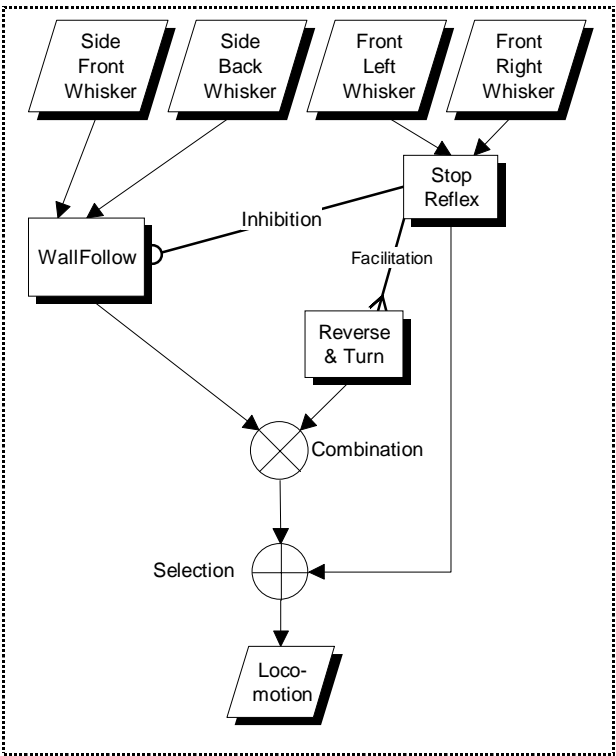 Side
Front
Whisker
Side
Back
Whisker
Front
Left
Whisker
Front
Right
Whisker
Stop
Reflex
Inhibition
WallFollow
Facilitation
Reverse
& Turn
Combination
Selection
Loco-
motion